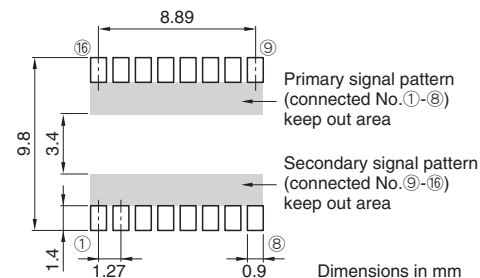 8.89
⑯
⑨
Primary signal pattern
(connected No.①-⑧)
keep out area
9.8
3.4
Secondary signal pattern
(connected No.⑨-⑯)
keep out area
1.4
①
⑧
1.27
0.9
Dimensions in mm